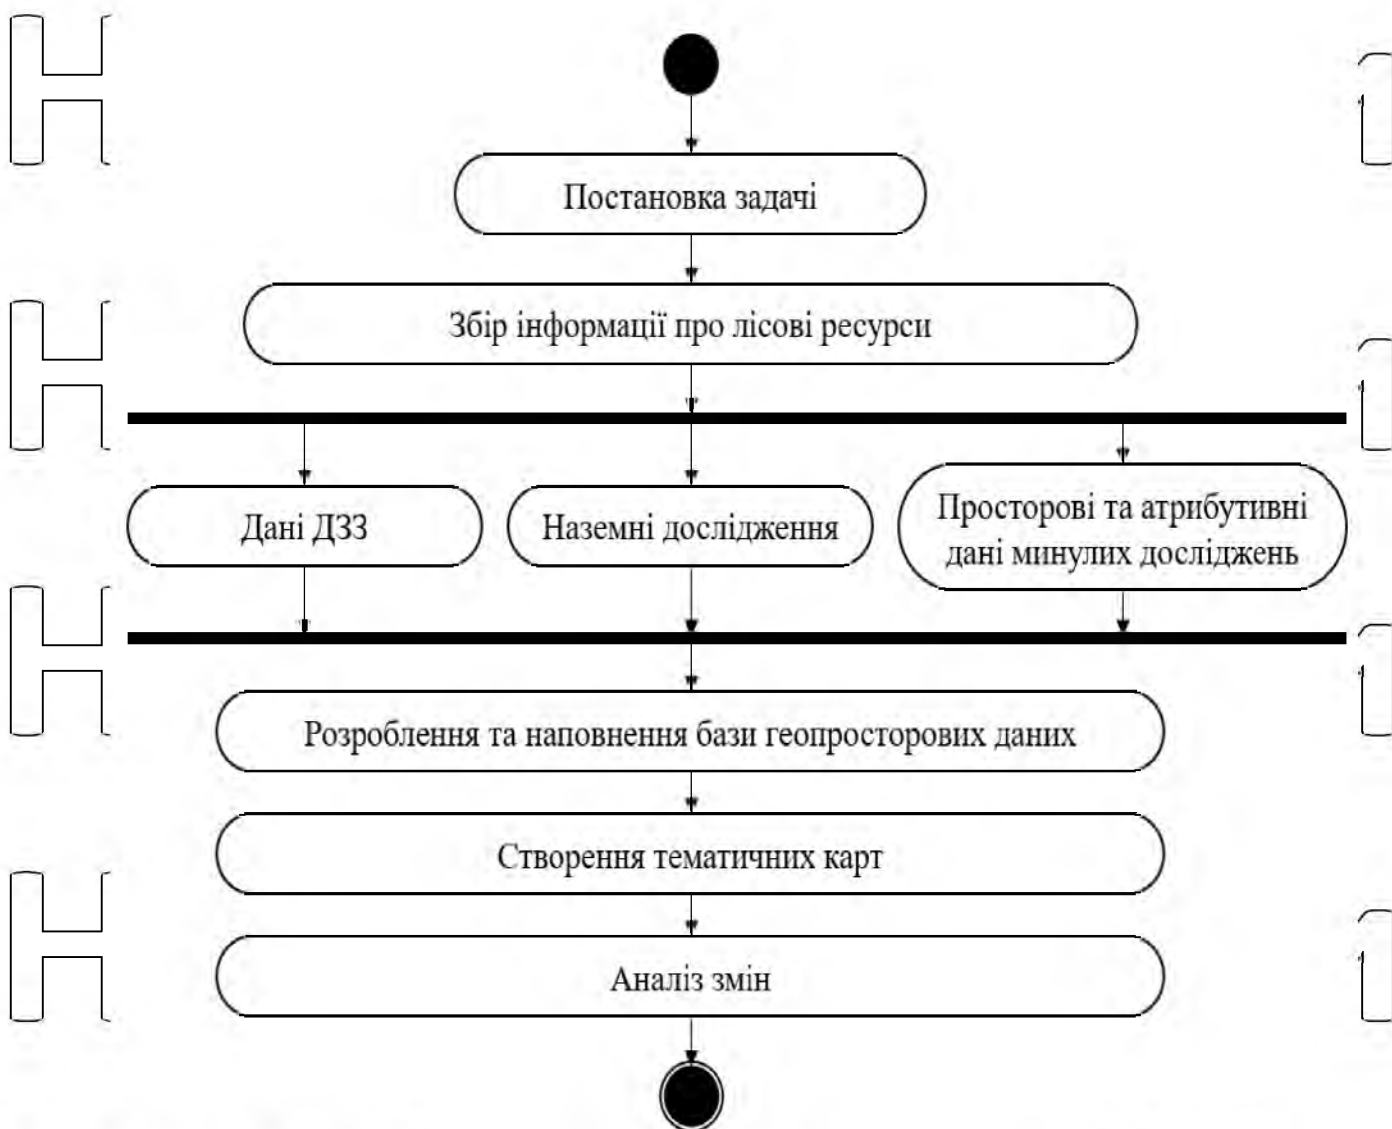 Постановка задачі
Збір інформації про лісові ресурси
Дані ДЗЗ
Наземні дослідження
Просторові та атрибутивні
дані минулих досліджень
Розроблення та наповнення бази геопросторових даних
Створення тематичних карт
Аналіз змін